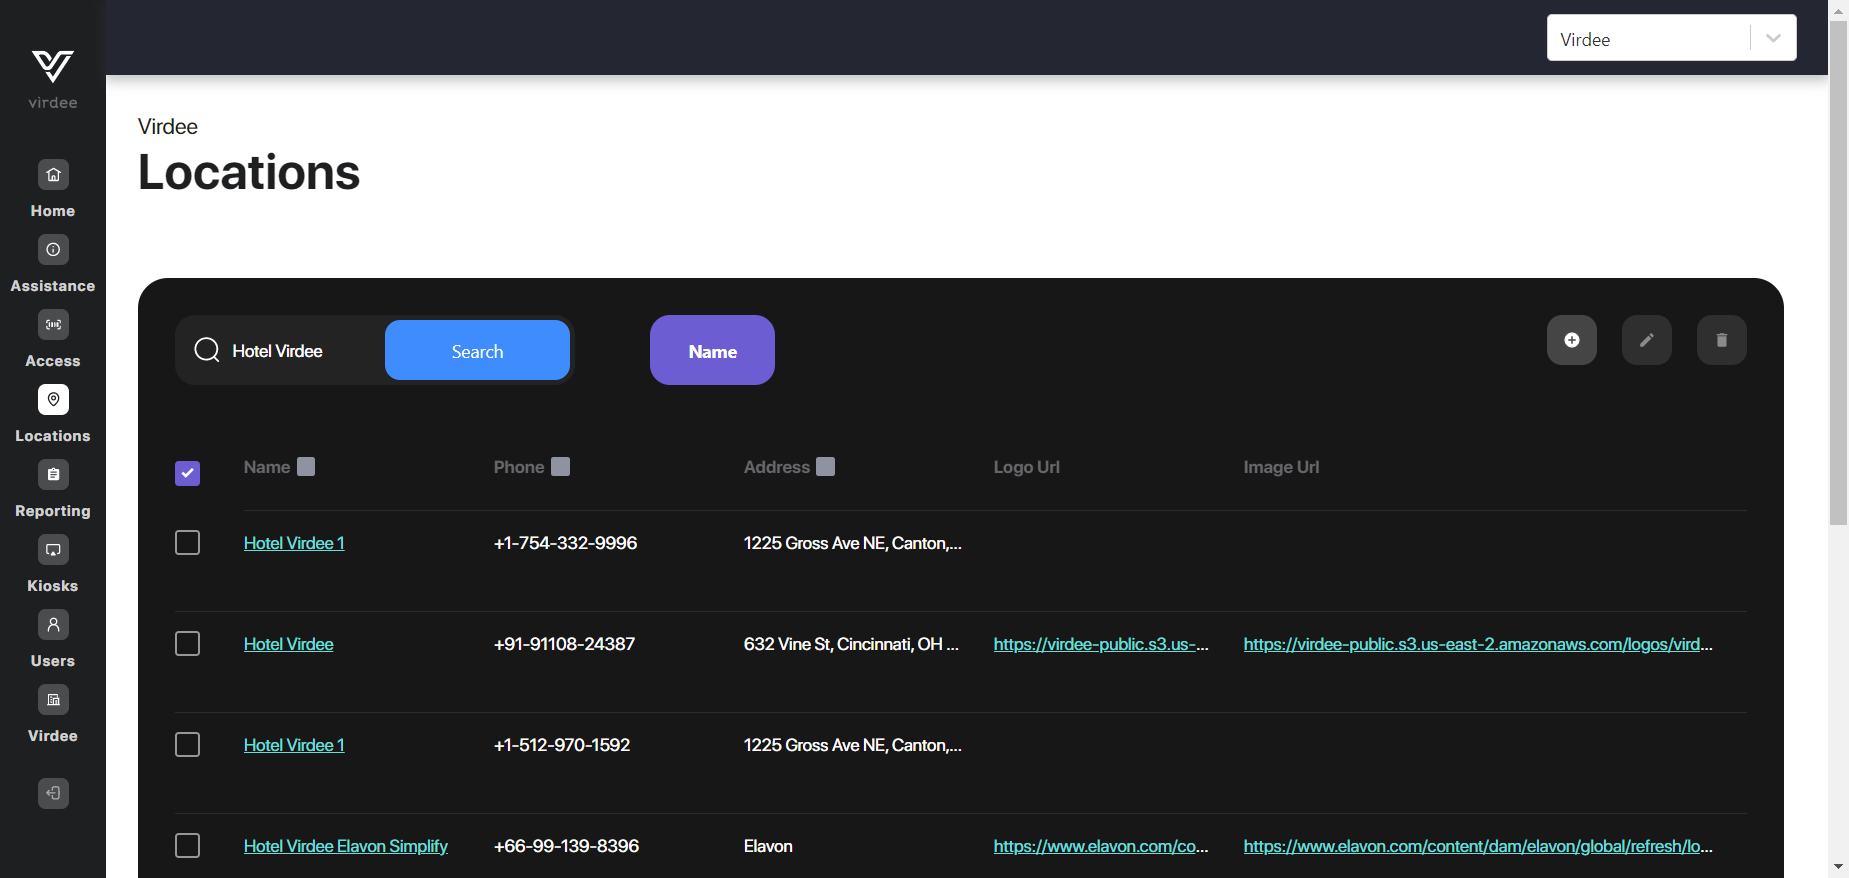 Virdee
virdee
Virdee
Locations
Home
Assistance
Access
Locations
Reporting
Kiosks
Users
Virdee
Hotel Virdee
Search
Name
Name Phone Address Logo Url Image Url
Hotel Virdee 1 +1-754-332-9996 1225 Gross Ave NE, Canton,...
Hotel Virdee +91-91108-24387 632 Vine St, Cincinnati, OH ... https://virdee-public.s3.us-... https://virdee-public.s3.us-east-2.amazonaws.com/logos/vird...
Hotel Virdee 1 +1-512-970-1592 1225 Gross Ave NE, Canton,...
Hotel Virdee Elavon Simplify +66-99-139-8396 Elavon https://www.elavon.com/co... https://www.elavon.com/content/dam/elavon/global/refresh/lo...